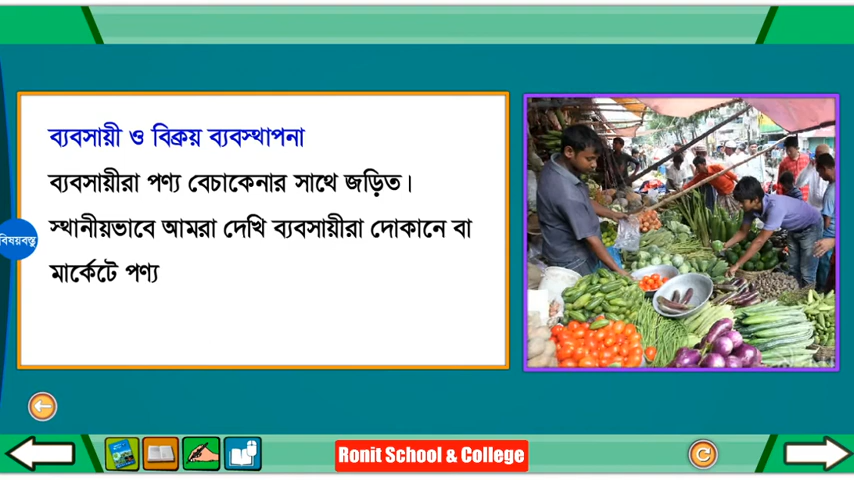 ব্যবসায়ী ও বিক্রয় ব্যবস্থাপনা
ব্যবসায়ীরা পণ্য বেচাকেনার সাথে জড়িত।
স্থানীয়ভাবে আমরা দেখি ব্যবসায়ীরা দোকানে বা
মার্কেটে পণ্য
বিষয়বস্তু
Ronit School & College